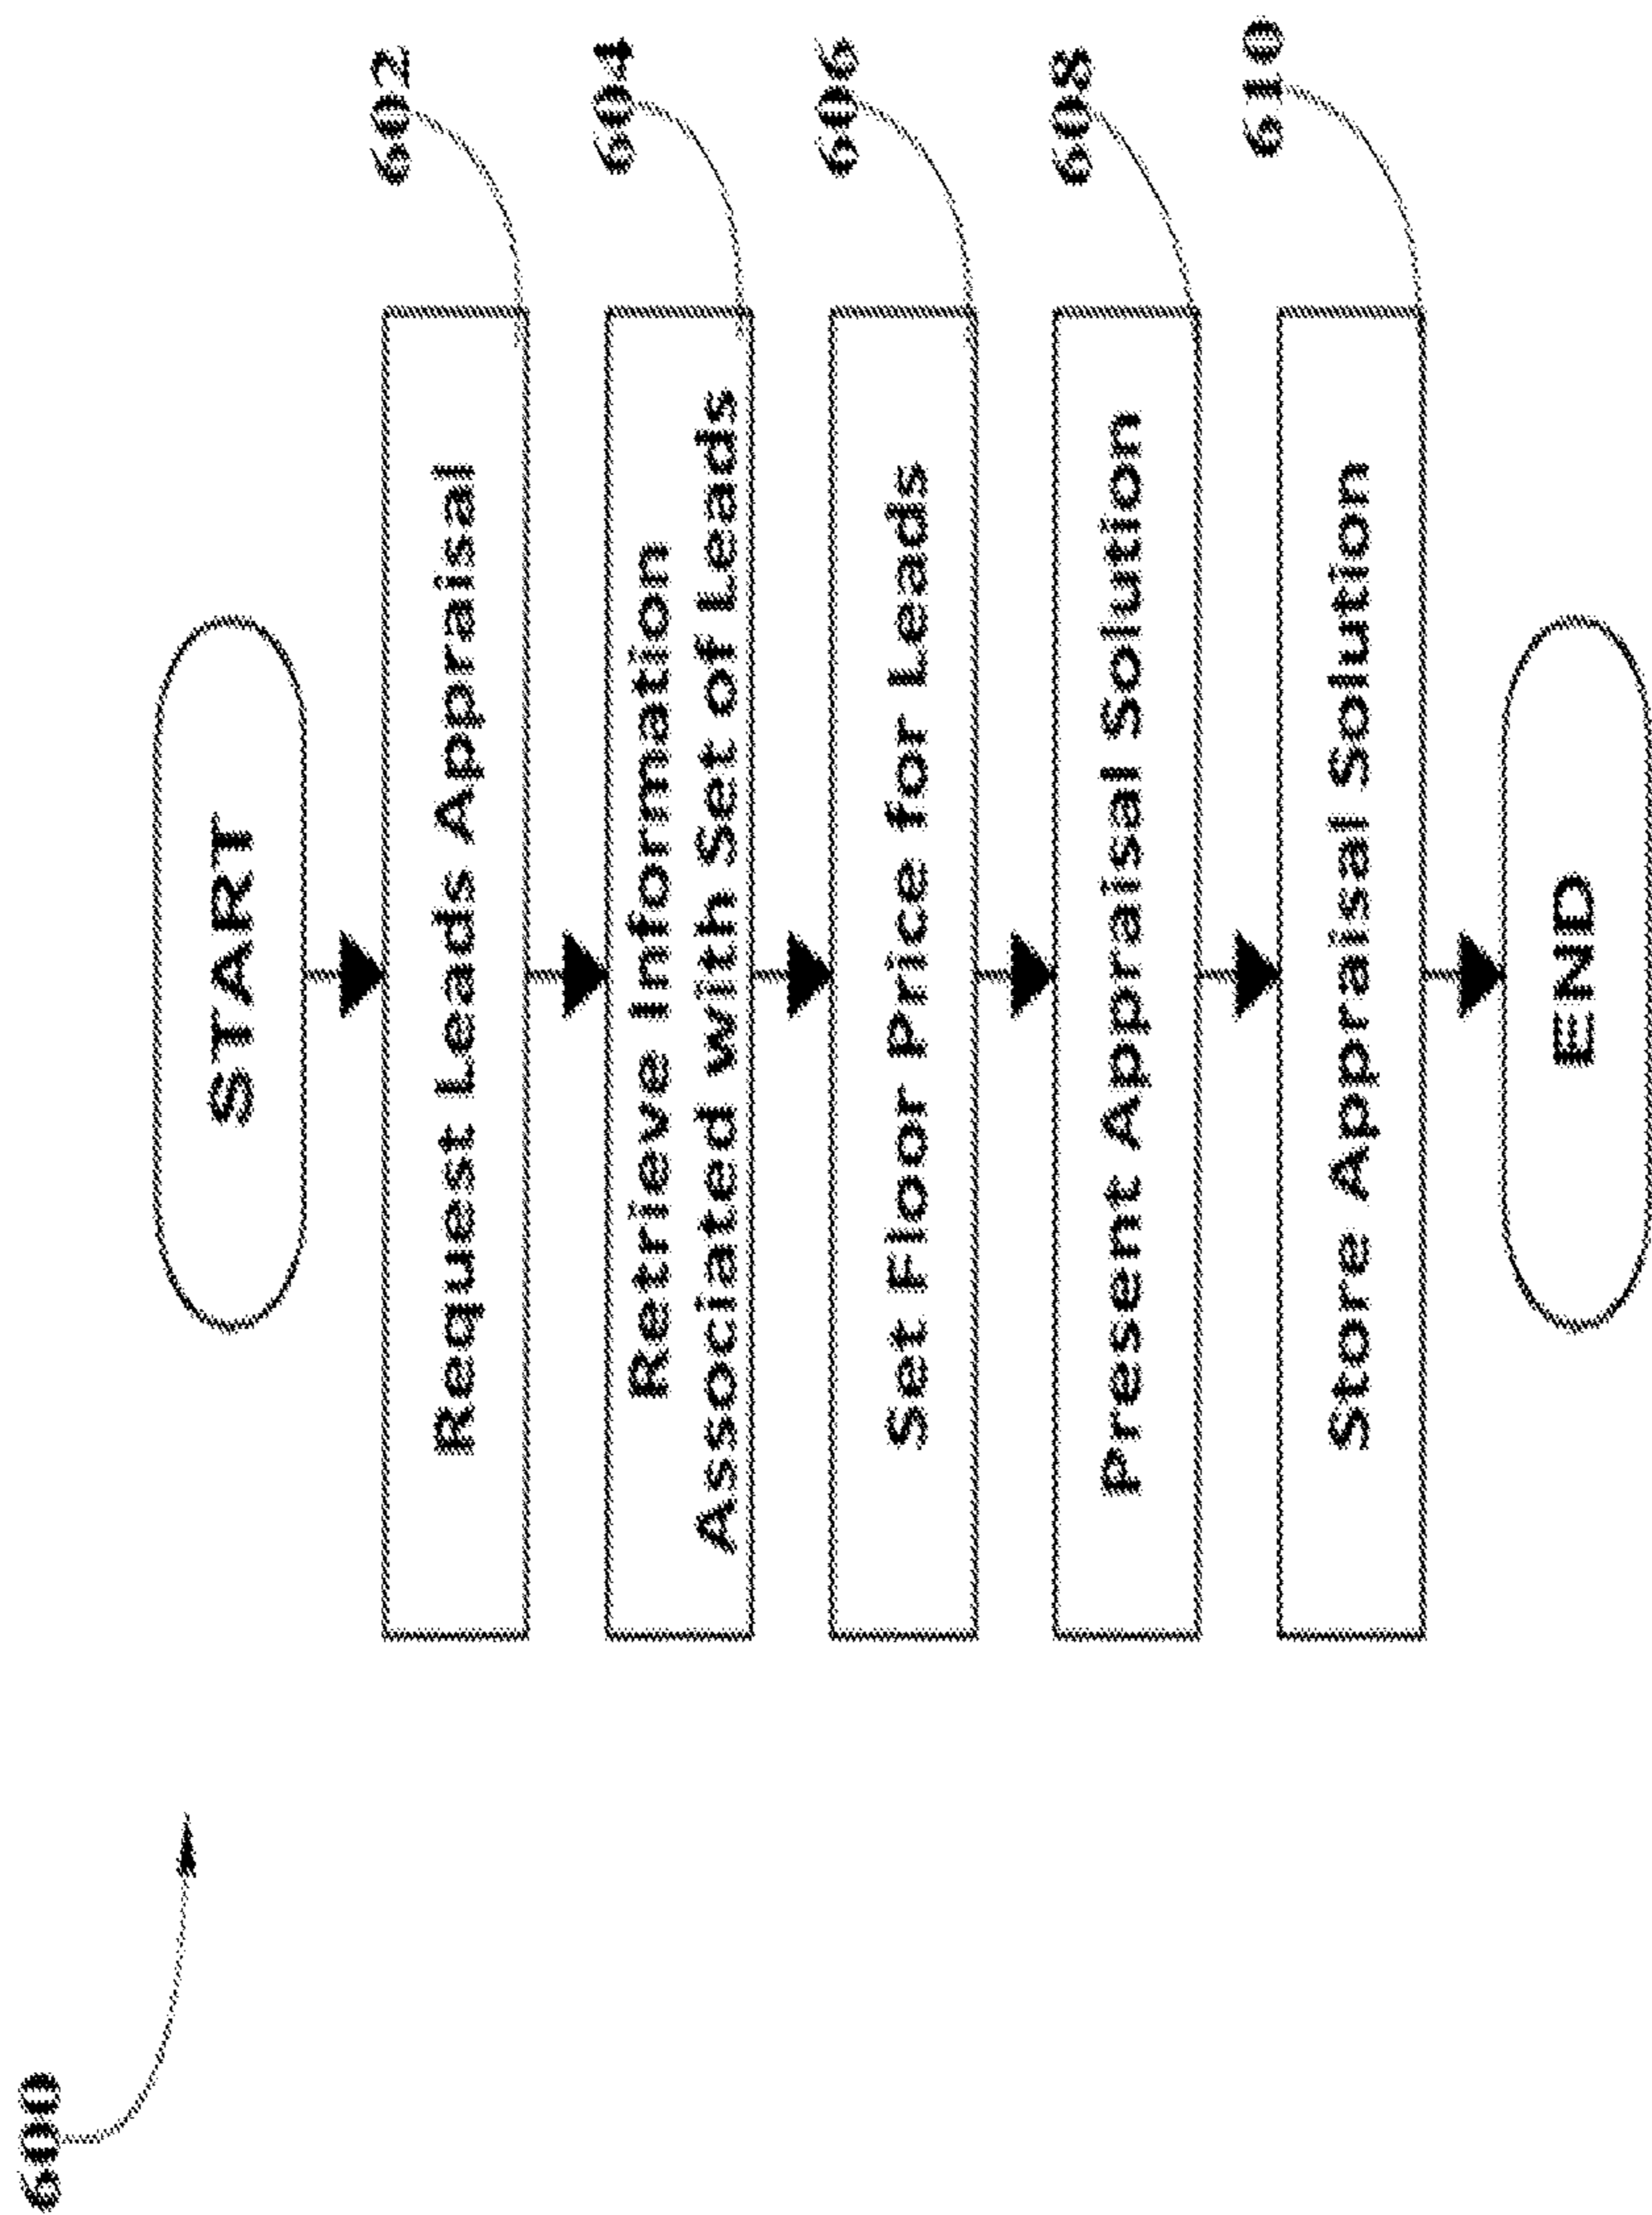 600
START
Request Leads Appraisal
602
Retrieve Information
Associated with Set of Leads
604
Set Floor Price for Leads
606
Present Appraisal Solution
608
Store Appraisal Solution
610
END